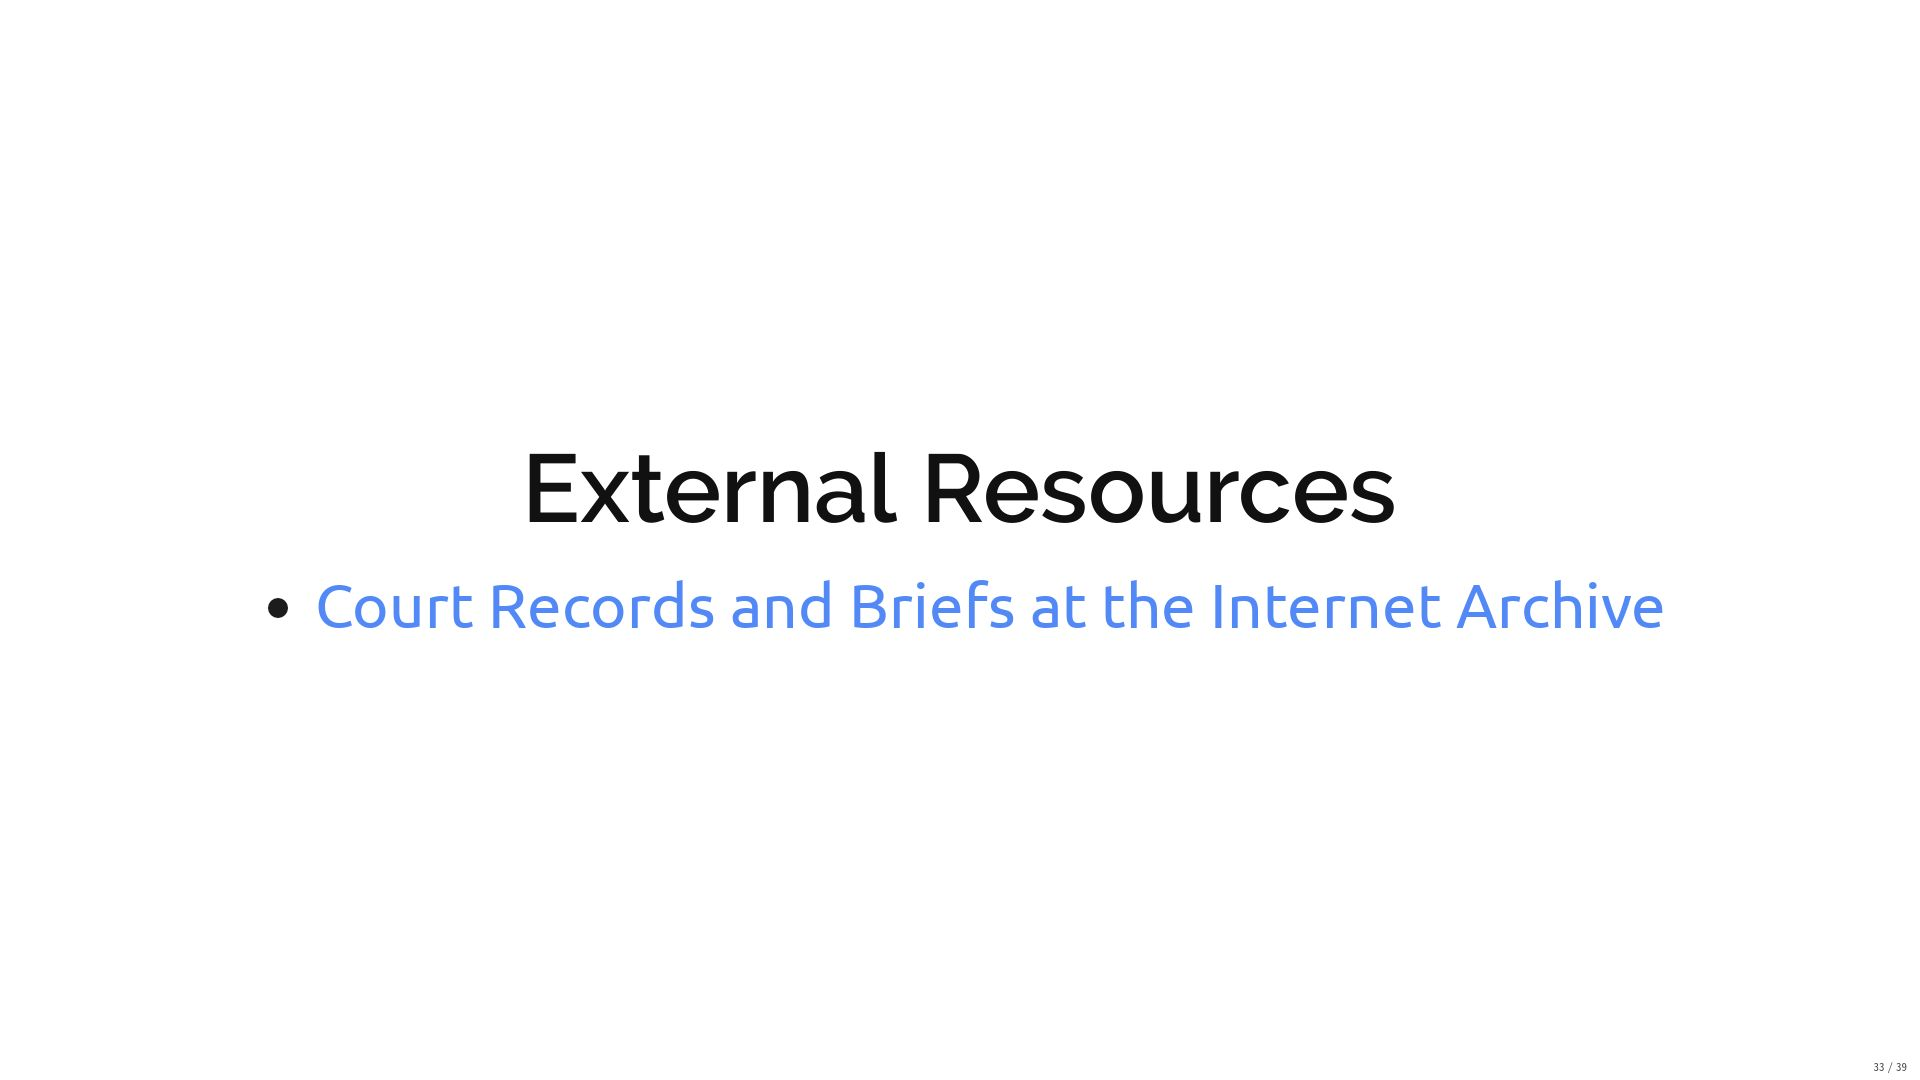 External Resources
• Court Records and Briefs at the Internet Archive
33 / 39